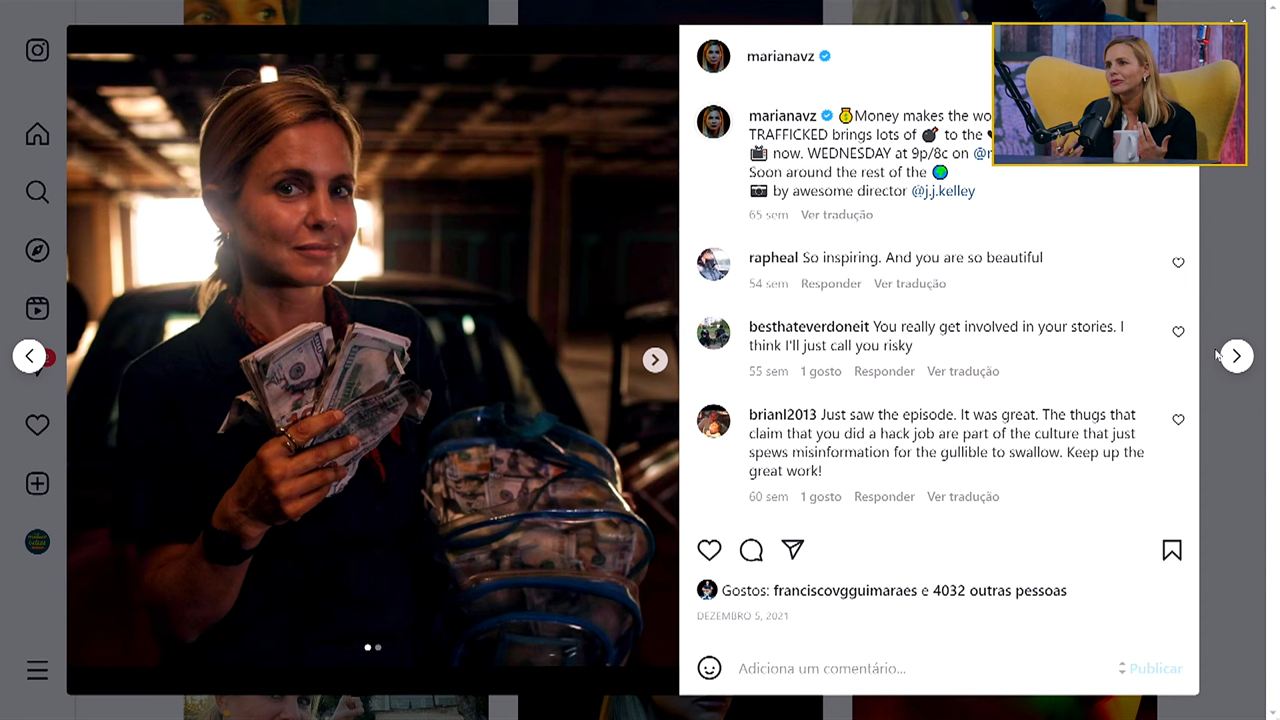 marianavz
marianavz Money makes the wo
TRAFFICKED brings lots of to the
now. WEDNESDAY at 9p/8c on
Soon around the rest of the
by awesome director @j.j.kelley
65 sem Ver tradução
rapheal So inspiring. And you are so beautiful
54 sem Responder Ver tradução
besthateverdoneit You really get involved in your stories. I
think I'll just call you risky
55 sem 1 gosto Responder Ver tradução
brianl2013 Just saw the episode. It was great. The thugs that
claim that you did a hack job are part of the culture that just
spews misinformation for the gullible to swallow. Keep up the
great work!
60 sem 1 gosto Responder Ver tradução
Gostos: franciscovgguimaraes e 4032 outras pessoas
DEZEMBRO 5, 2021
Adiciona um comentário... Publicar